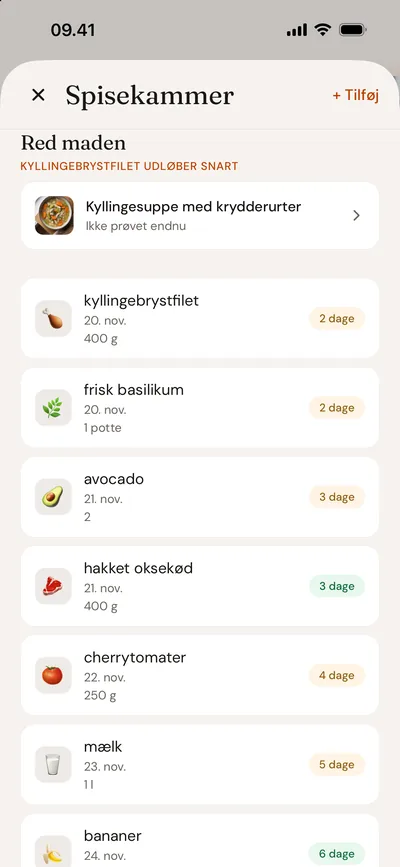 09.41
Spisekammer
+ Tilføj
Red maden
KYLLINGEBRYSTFILET UDLØBER SNART
Kyllingesuppe med krydderurter
Ikke prøvet endnu
kyllingebrystfilet
20. nov.
400 g
2 dage
frisk basilikum
20. nov.
1 potte
2 dage
avocado
21. nov.
2
3 dage
hakket oksekød
21. nov.
400 g
3 dage
cherrytomater
22. nov.
250 g
4 dage
mælk
23. nov.
1 l
5 dage
bananer
24. nov.
6 dage